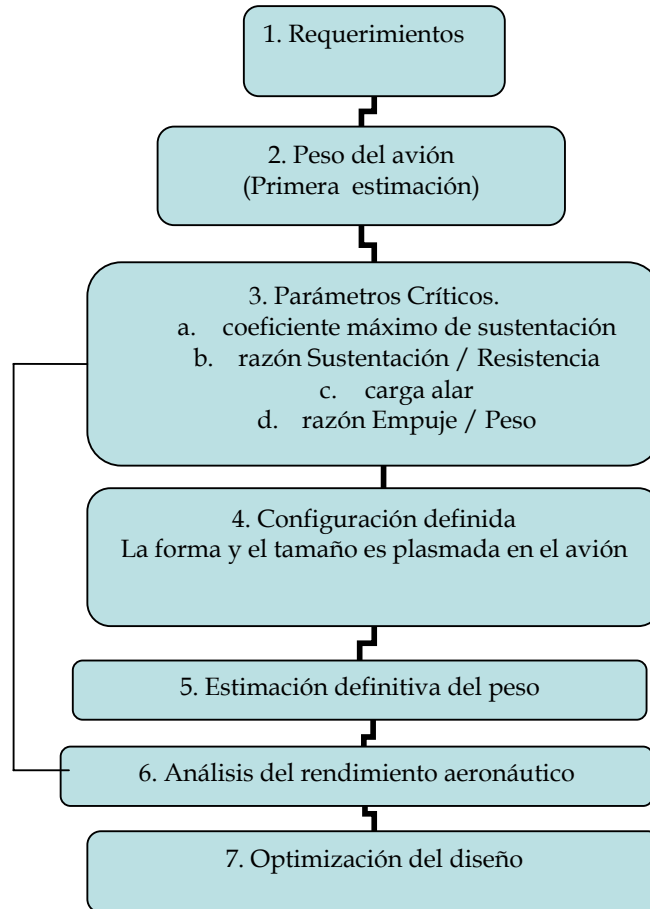 1. Requerimientos
2. Peso del avión
(Primera estimación)
3. Parámetros Críticos.
a. coeficiente máximo de sustentación
b. razón Sustentación / Resistencia
c. carga alar
d. razón Empuje / Peso
4. Configuración definida
La forma y el tamaño es plasmada en el avión
5. Estimación definitiva del peso
6. Análisis del rendimiento aeronáutico
7. Optimización del diseño